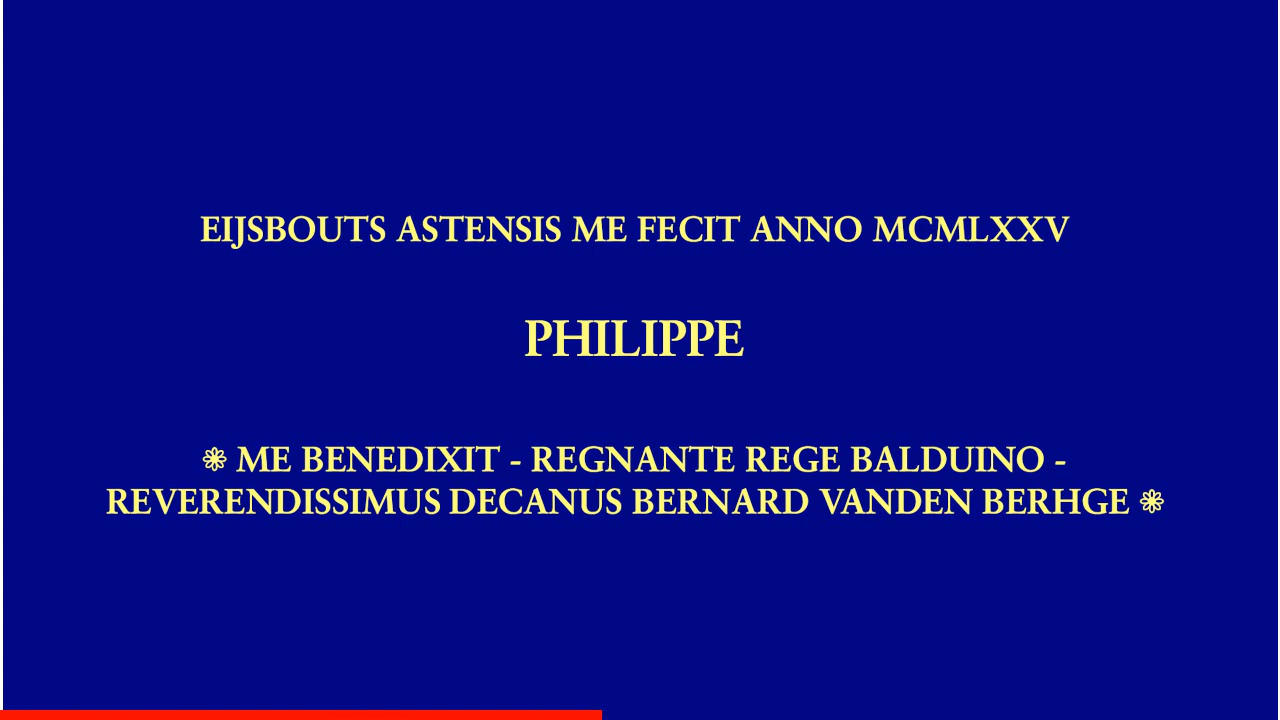 EIJSBOUTS ASTENSIS ME FECIT ANNO MCMLXXV
PHILIPPE
❃ ME BENEDIXIT - REGNANTE REGE BALDUINO -
REVERENDISSIMUS DECANUS BERNARD VANDEN BERHGE ❃